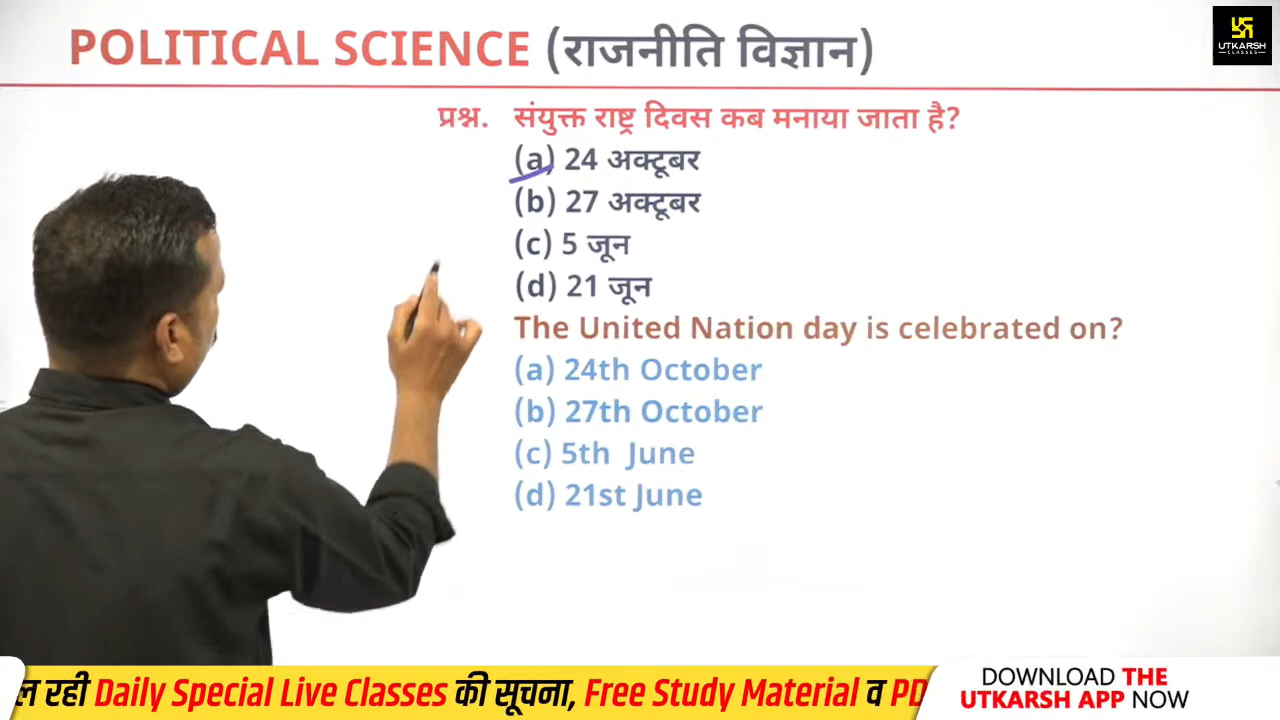 POLITICAL SCIENCE (राजनीति विज्ञान)
UTKARSH
CLASSES
प्रश्न. संयुक्त राष्ट्र दिवस कब मनाया जाता है?
(a) 24 अक्टूबर
(b) 27 अक्टूबर
(c) 5 जून
(d) 21 जून
The United Nation day is celebrated on?
(a) 24th October
(b) 27th October
(c) 5th June
(d) 21st June
रही Daily Special Live Classes की सूचना, Free Study Material व
DOWNLOAD THE
UTKARSH APP NOW